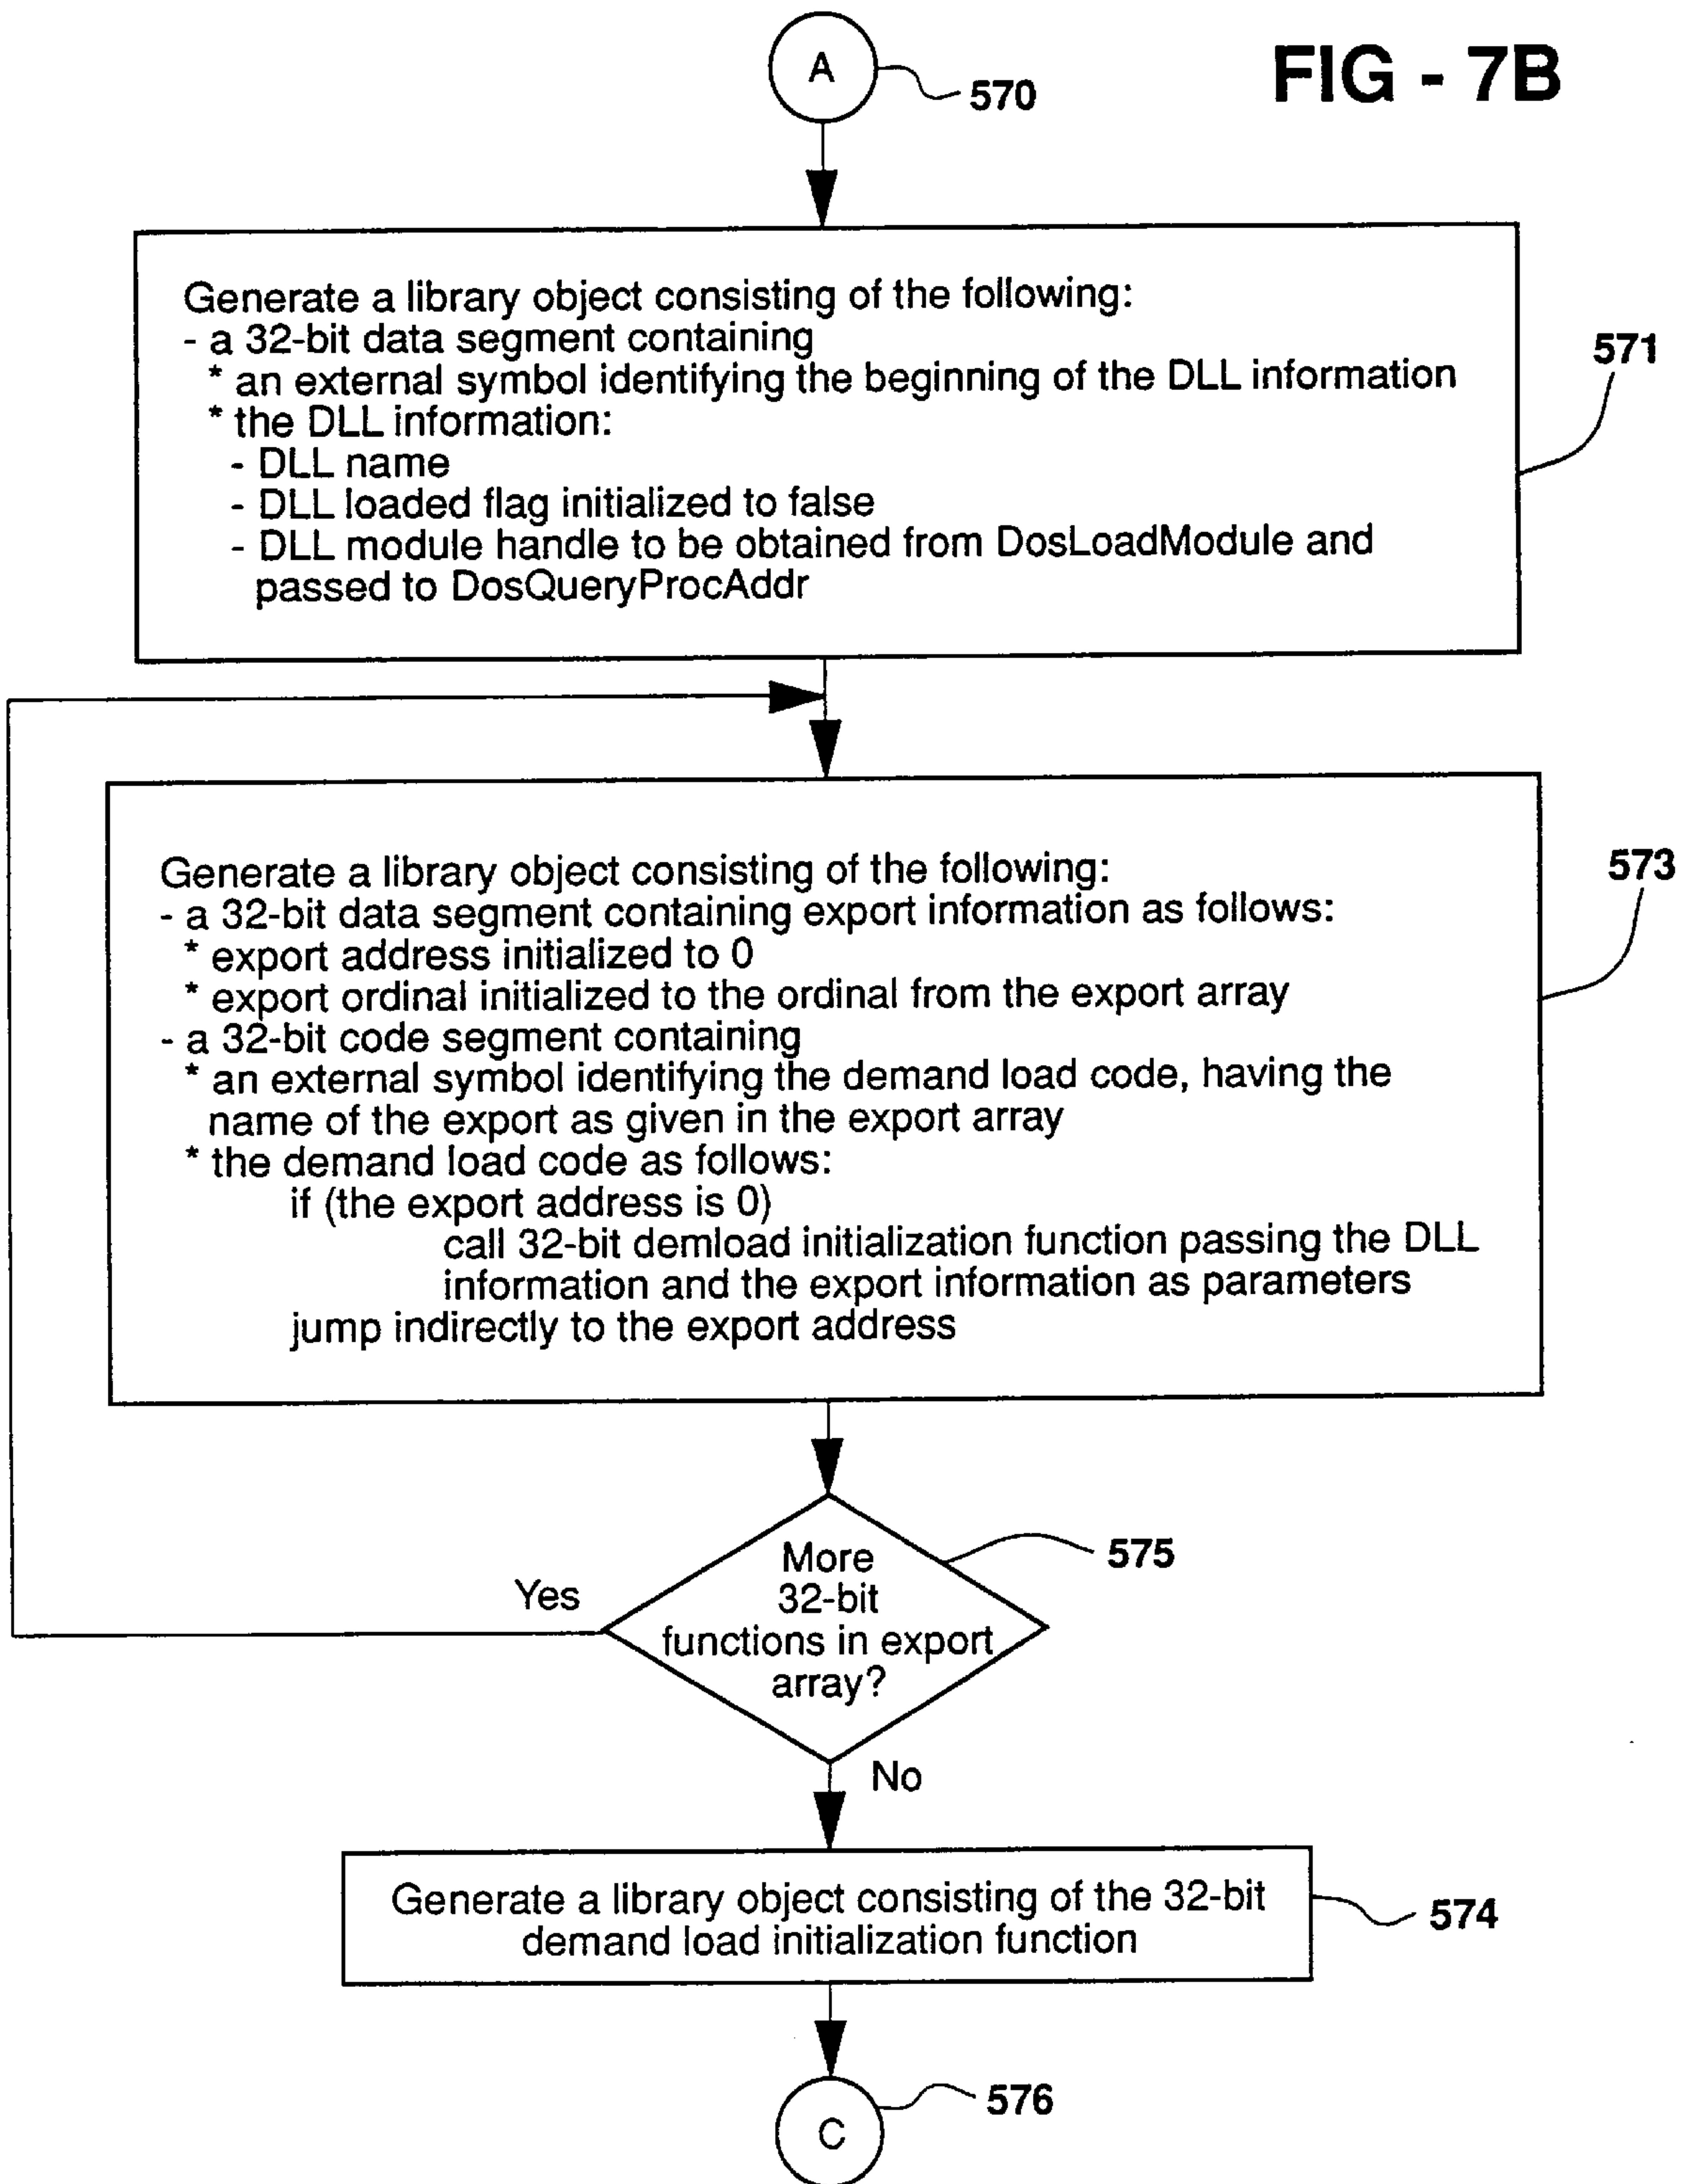 A
570
FIG - 7B
Generate a library object consisting of the following:
- a 32-bit data segment containing
* an external symbol identifying the beginning of the DLL information
* the DLL information:
- DLL name
- DLL loaded flag initialized to false
- DLL module handle to be obtained from DosLoadModule and
passed to DosQueryProcAddr
571
Generate a library object consisting of the following:
- a 32-bit data segment containing export information as follows:
* export address initialized to 0
* export ordinal initialized to the ordinal from the export array
- a 32-bit code segment containing
* an external symbol identifying the demand load code, having the
name of the export as given in the export array
* the demand load code as follows:
if (the export address is 0)
call 32-bit demload initialization function passing the DLL
information and the export information as parameters
jump indirectly to the export address
573
More
32-bit
functions in export
array?
575
Yes
No
Generate a library object consisting of the 32-bit
demand load initialization function
574
C
576